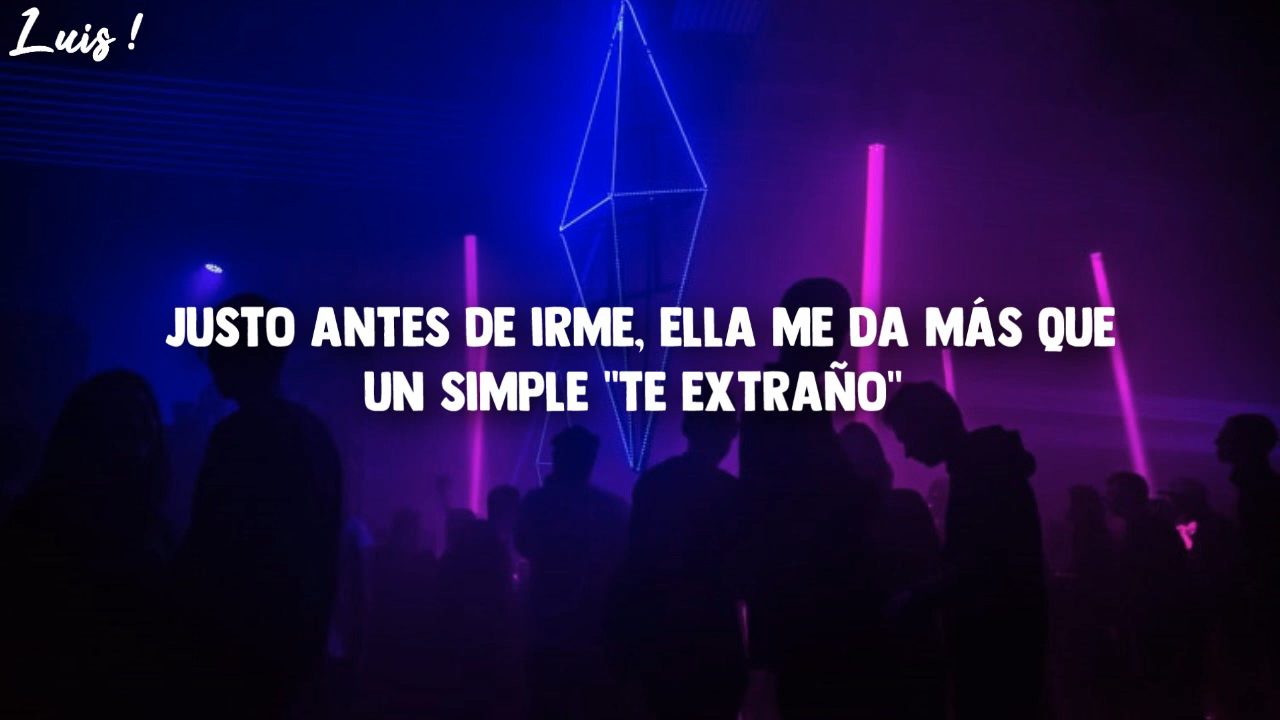 Luis !
JUSTO ANTES DE IRME, ELLA ME DA MÁS QUE
UN SIMPLE "TE EXTRAÑO"